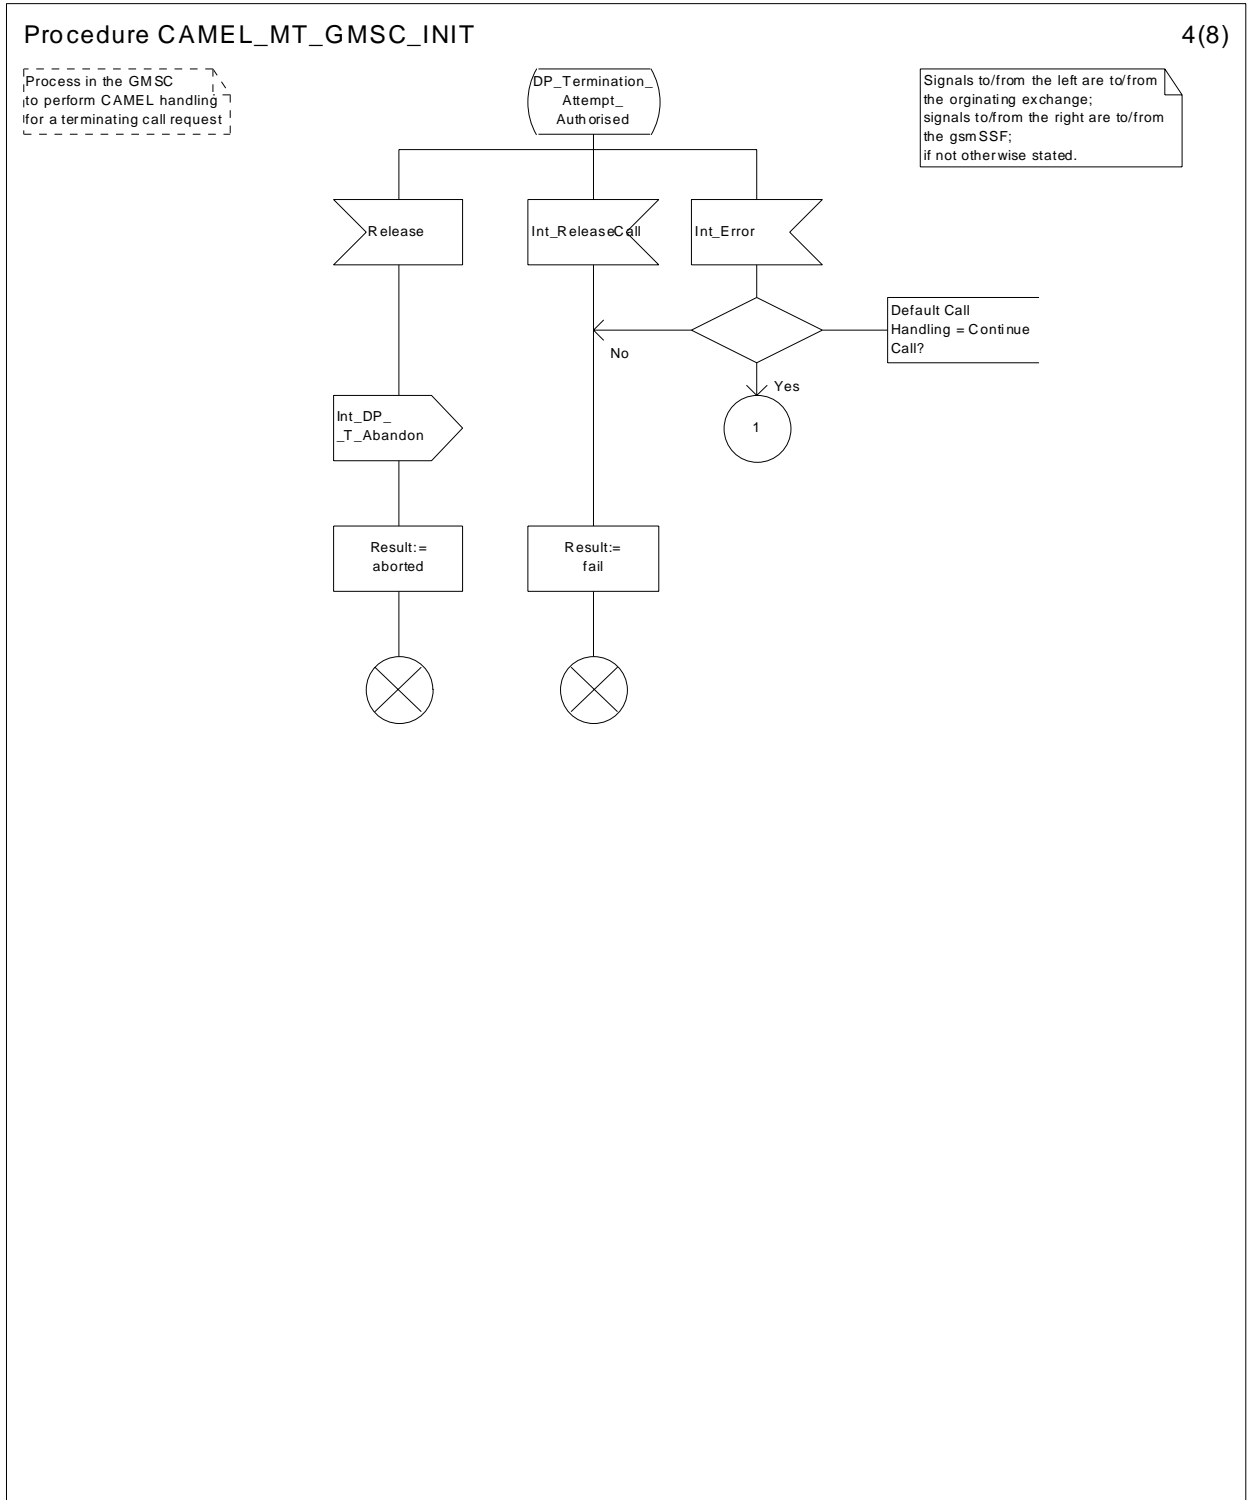 Procedure CAMEL_MT_GMSC_INIT
4(8)
Process in the GMSC
to perform CAMEL handling
for a terminating call request
DP_Termination_
Attempt_
Authorised
Signals to/from the left are to/from
the orginating exchange;
signals to/from the right are to/from
the gsmSSF;
if not otherwise stated.
Release
Int_ReleaseCall
Int_Error
Default Call
Handling = Continue
Call?
No
Yes
1
Int_DP_
_T_Abandon
Result:=
aborted
Result:=
fail